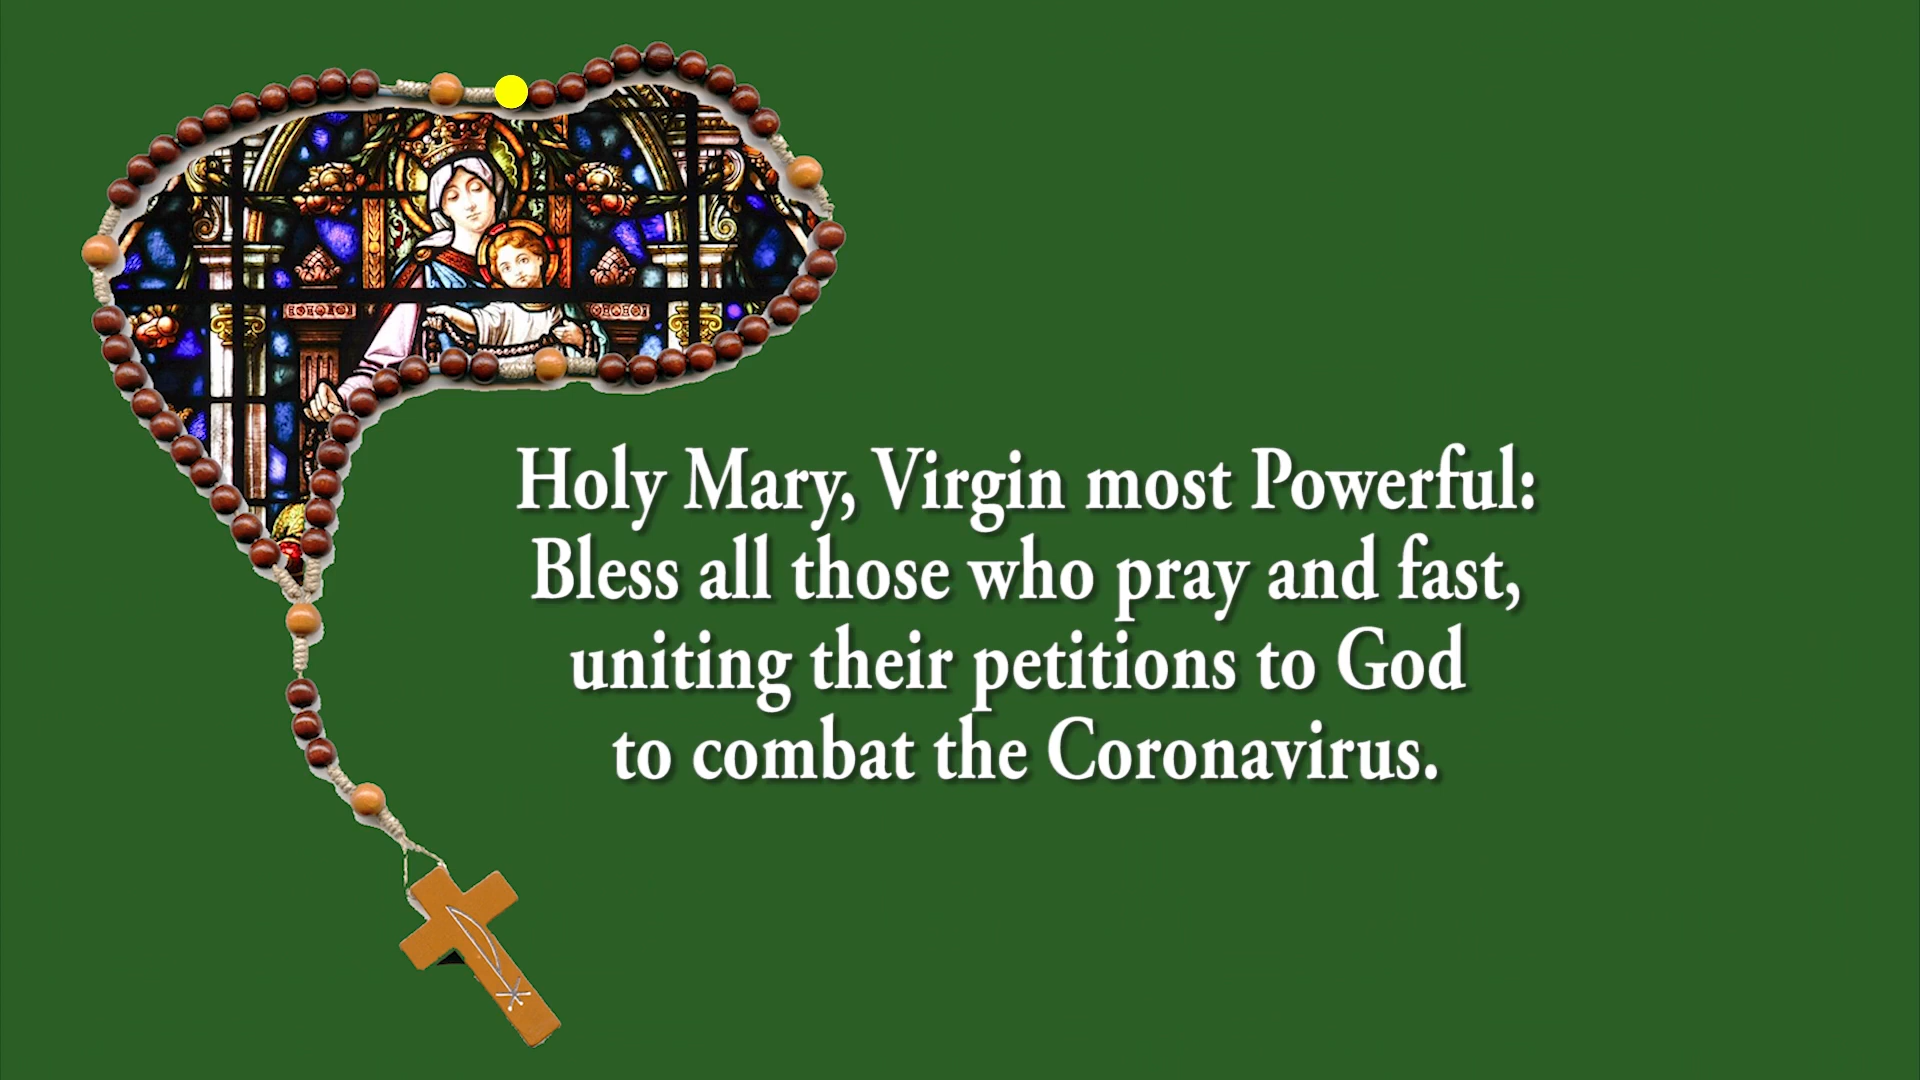 Holy Mary, Virgin most Powerful:
Bless all those who pray and fast,
uniting their petitions to God
to combat the Coronavirus.